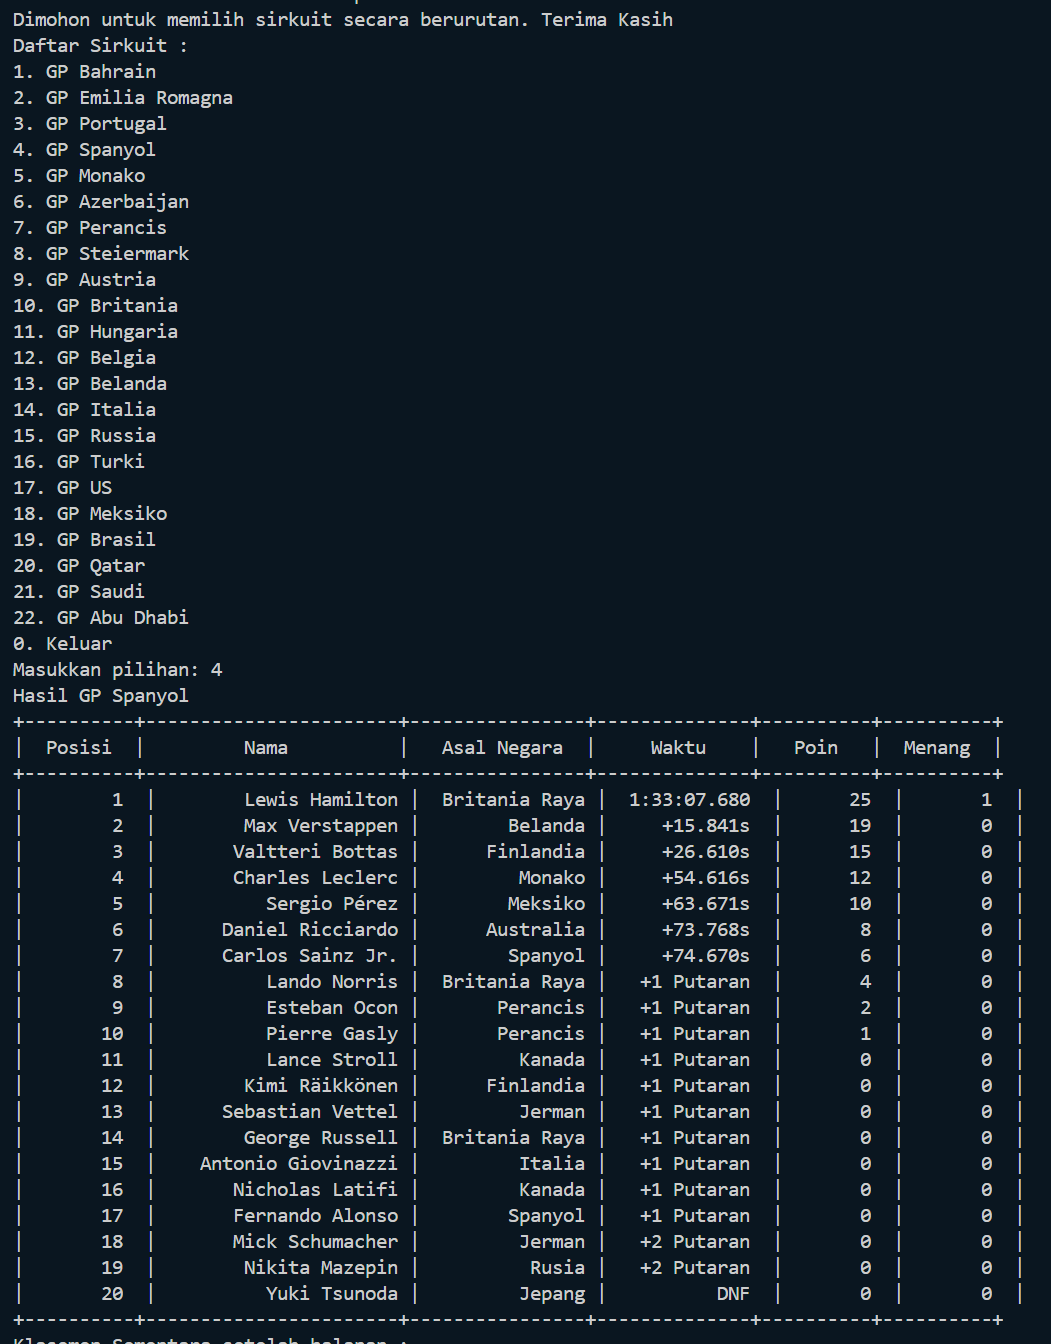 Dimohon untuk memilih sirkuit secara berurutan. Terima Kasih
Daftar Sirkuit :
1. GP Bahrain
2. GP Emilia Romagna
3. GP Portugal
4. GP Spanyol
5. GP Monako
6. GP Azerbaijan
7. GP Perancis
8. GP Steiermark
9. GP Austria
10. GP Britania
11. GP Hungaria
12. GP Belgia
13. GP Belanda
14. GP Italia
15. GP Russia
16. GP Turki
17. GP US
18. GP Meksiko
19. GP Brasil
20. GP Qatar
21. GP Saudi
22. GP Abu Dhabi
0. Keluar
Masukkan pilihan: 4
Hasil GP Spanyol
+----------+-----------------------+----------------+--------------+----------+----------+
|  Posisi  |         Nama          |   Asal Negara  |     Waktu    |   Poin   |  Menang  |
+----------+-----------------------+----------------+--------------+----------+----------+
|        1  |        Lewis Hamilton |  Britania Raya |  1:33:07.680  |      25  |       1  |
|        2  |        Max Verstappen |        Belanda |     +15.841s  |      19  |       0  |
|        3  |       Valtteri Bottas |      Finlandia |     +26.610s  |      15  |       0  |
|        4  |       Charles Leclerc |         Monako |     +54.616s  |      12  |       0  |
|        5  |          Sergio Pérez |        Meksiko |     +63.671s  |      10  |       0  |
|        6  |      Daniel Ricciardo |      Australia |     +73.768s  |       8  |       0  |
|        7  |      Carlos Sainz Jr. |        Spanyol |     +74.670s  |       6  |       0  |
|        8  |          Lando Norris |  Britania Raya |   +1 Putaran  |       4  |       0  |
|        9  |          Esteban Ocon |       Perancis |   +1 Putaran  |       2  |       0  |
|       10  |          Pierre Gasly |       Perancis |   +1 Putaran  |       1  |       0  |
|       11  |          Lance Stroll |         Kanada |   +1 Putaran  |       0  |       0  |
|       12  |        Kimi Räikkönen |      Finlandia |   +1 Putaran  |       0  |       0  |
|       13  |      Sebastian Vettel |         Jerman |   +1 Putaran  |       0  |       0  |
|       14  |        George Russell |  Britania Raya |   +1 Putaran  |       0  |       0  |
|       15  |    Antonio Giovinazzi |         Italia |   +1 Putaran  |       0  |       0  |
|       16  |       Nicholas Latifi |         Kanada |   +1 Putaran  |       0  |       0  |
|       17  |       Fernando Alonso |        Spanyol |   +1 Putaran  |       0  |       0  |
|       18  |       Mick Schumacher |         Jerman |   +2 Putaran  |       0  |       0  |
|       19  |        Nikita Mazepin |          Rusia |   +2 Putaran  |       0  |       0  |
|       20  |          Yuki Tsunoda |         Jepang |          DNF  |       0  |       0  |
+----------+-----------------------+----------------+--------------+----------+----------+